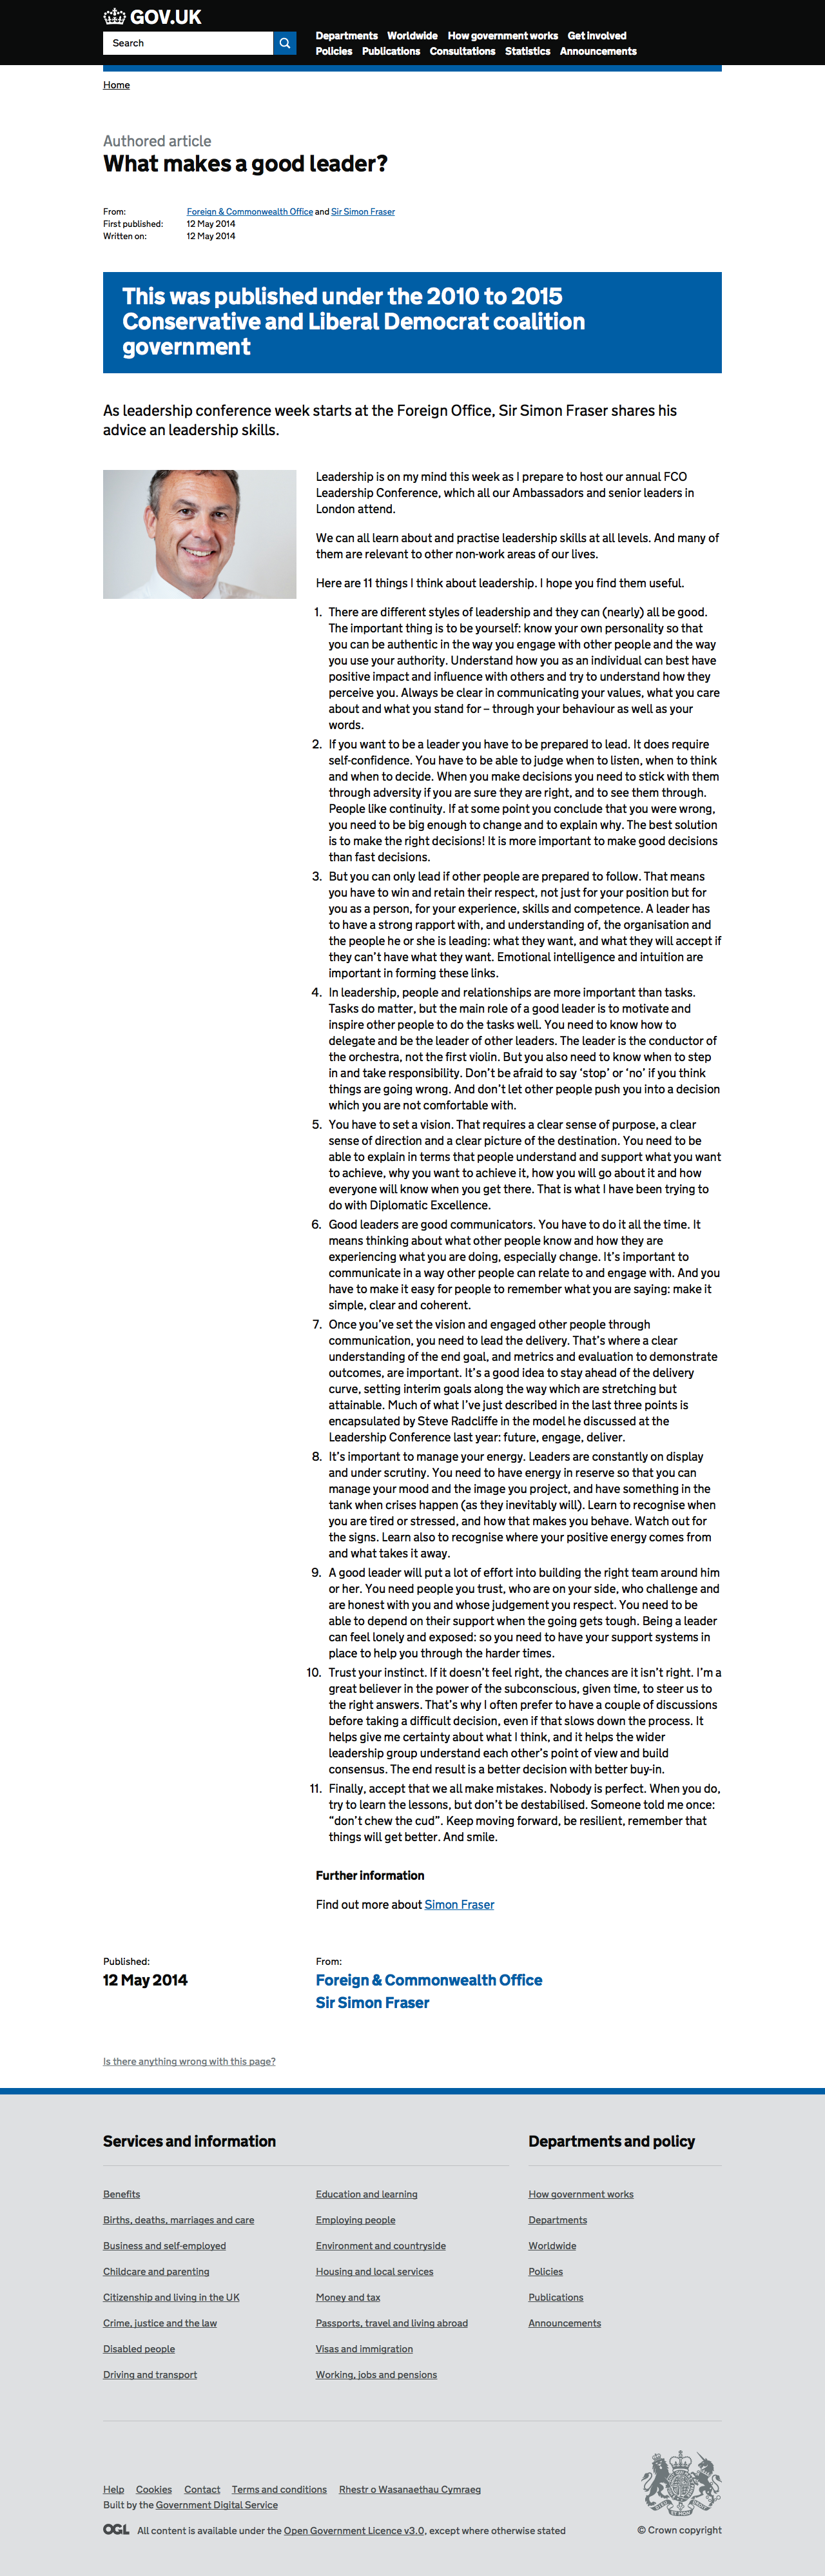 GOV.UK
Search
Departments Worldwide How government works Get involved
Policies Publications Consultations Statistics Announcements
Home
Authored article
What makes a good leader?
From: Foreign & Commonwealth Office and Sir Simon Fraser
First published: 12 May 2014
Written on: 12 May 2014
This was published under the 2010 to 2015
Conservative and Liberal Democrat coalition
government
As leadership conference week starts at the Foreign Office, Sir Simon Fraser shares his
advice an leadership skills.
Leadership is on my mind this week as I prepare to host our annual FCO
Leadership Conference, which all our Ambassadors and senior leaders in
London attend.
We can all learn about and practise leadership skills at all levels. And many of
them are relevant to other non-work areas of our lives.
Here are 11 things I think about leadership. I hope you find them useful.
1. There are different styles of leadership and they can (nearly) all be good.
The important thing is to be yourself: know your own personality so that
you can be authentic in the way you engage with other people and the way
you use your authority. Understand how you as an individual can best have
positive impact and influence with others and try to understand how they
perceive you. Always be clear in communicating your values, what you care
about and what you stand for – through your behaviour as well as your
words.
2. If you want to be a leader you have to be prepared to lead. It does require
self-confidence. You have to be able to judge when to listen, when to think
and when to decide. When you make decisions you need to stick with them
through adversity if you are sure they are right, and to see them through.
People like continuity. If at some point you conclude that you were wrong,
you need to be big enough to change and to explain why. The best solution
is to make the right decisions! It is more important to make good decisions
than fast decisions.
3. But you can only lead if other people are prepared to follow. That means
you have to win and retain their respect, not just for your position but for
you as a person, for your experience, skills and competence. A leader has
to have a strong rapport with, and understanding of, the organisation and
the people he or she is leading: what they want, and what they will accept if
they can’t have what they want. Emotional intelligence and intuition are
important in forming these links.
4. In leadership, people and relationships are more important than tasks.
Tasks do matter, but the main role of a good leader is to motivate and
inspire other people to do the tasks well. You need to know how to
delegate and be the leader of other leaders. The leader is the conductor of
the orchestra, not the first violin. But you also need to know when to step
in and take responsibility. Don’t be afraid to say ‘stop’ or ‘no’ if you think
things are going wrong. And don’t let other people push you into a decision
which you are not comfortable with.
5. You have to set a vision. That requires a clear sense of purpose, a clear
sense of direction and a clear picture of the destination. You need to be
able to explain in terms that people understand and support what you want
to achieve, why you want to achieve it, how you will go about it and how
everyone will know when you get there. That is what I have been trying to
do with Diplomatic Excellence.
6. Good leaders are good communicators. You have to do it all the time. It
means thinking about what other people know and how they are
experiencing what you are doing, especially change. It’s important to
communicate in a way other people can relate to and engage with. And you
have to make it easy for people to remember what you are saying: make it
simple, clear and coherent.
7. Once you’ve set the vision and engaged other people through
communication, you need to lead the delivery. That’s where a clear
understanding of the end goal, and metrics and evaluation to demonstrate
outcomes, are important. It’s a good idea to stay ahead of the delivery
curve, setting interim goals along the way which are stretching but
attainable. Much of what I’ve just described in the last three points is
encapsulated by Steve Radcliffe in the model he discussed at the
Leadership Conference last year: future, engage, deliver.
8. It’s important to manage your energy. Leaders are constantly on display
and under scrutiny. You need to have energy in reserve so that you can
manage your mood and the image you project, and have something in the
tank when crises happen (as they inevitably will). Learn to recognise when
you are tired or stressed, and how that makes you behave. Watch out for
the signs. Learn also to recognise where your positive energy comes from
and what takes it away.
9. A good leader will put a lot of effort into building the right team around him
or her. You need people you trust, who are on your side, who challenge and
are honest with you and whose judgement you respect. You need to be
able to depend on their support when the going gets tough. Being a leader
can feel lonely and exposed: so you need to have your support systems in
place to help you through the harder times.
10. Trust your instinct. If it doesn’t feel right, the chances are it isn’t right. I’m a
great believer in the power of the subconscious, given time, to steer us to
the right answers. That’s why I often prefer to have a couple of discussions
before taking a difficult decision, even if that slows down the process. It
helps give me certainty about what I think, and it helps the wider
leadership group understand each other’s point of view and build
consensus. The end result is a better decision with better buy-in.
11. Finally, accept that we all make mistakes. Nobody is perfect. When you do,
try to learn the lessons, but don’t be destabilised. Someone told me once:
“don’t chew the cud”. Keep moving forward, be resilient, remember that
things will get better. And smile.
Further information
Find out more about Simon Fraser
Published:
12 May 2014
From:
Foreign & Commonwealth Office
Sir Simon Fraser
Is there anything wrong with this page?
Services and information
Benefits
Births, deaths, marriages and care
Business and self-employed
Childcare and parenting
Citizenship and living in the UK
Crime, justice and the law
Disabled people
Driving and transport
Education and learning
Employing people
Environment and countryside
Housing and local services
Money and tax
Passports, travel and living abroad
Visas and immigration
Working, jobs and pensions
Departments and policy
How government works
Departments
Worldwide
Policies
Publications
Announcements
Help Cookies Contact Terms and conditions Rhestr o Wasanaethau Cymraeg
Built by the Government Digital Service
OGL All content is available under the Open Government Licence v3.0, except where otherwise stated
© Crown copyright